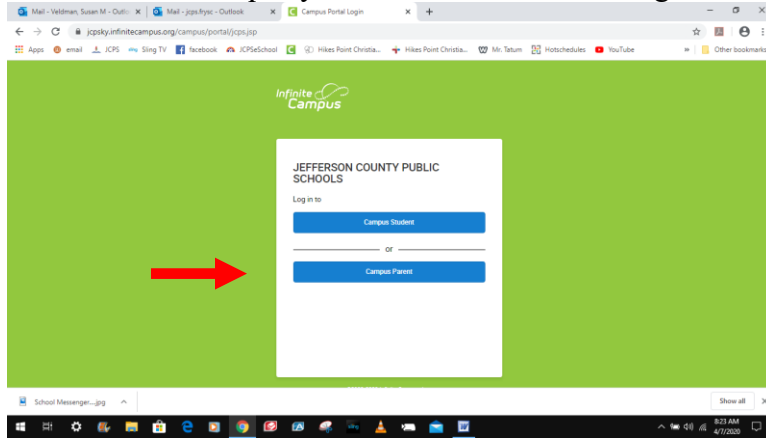 Mail - Veldman, Susan M - Outlo
Mail - jcps.frysc - Outlook
Campus Portal Login
jcpsky.infinitecampus.org/campus/portal/jcps.jsp
Apps email JCPS Sling TV facebook JCPSeSchool Hikes Point Christia... Hikes Point Christia... Mr. Tatum Hotschedules YouTube » Other bookmarks
Infinite
Campus
JEFFERSON COUNTY PUBLIC
SCHOOLS
Log in to
Campus Student
or
Campus Parent
School Messenger....jpg
Show all
8:23 AM
4/7/2020